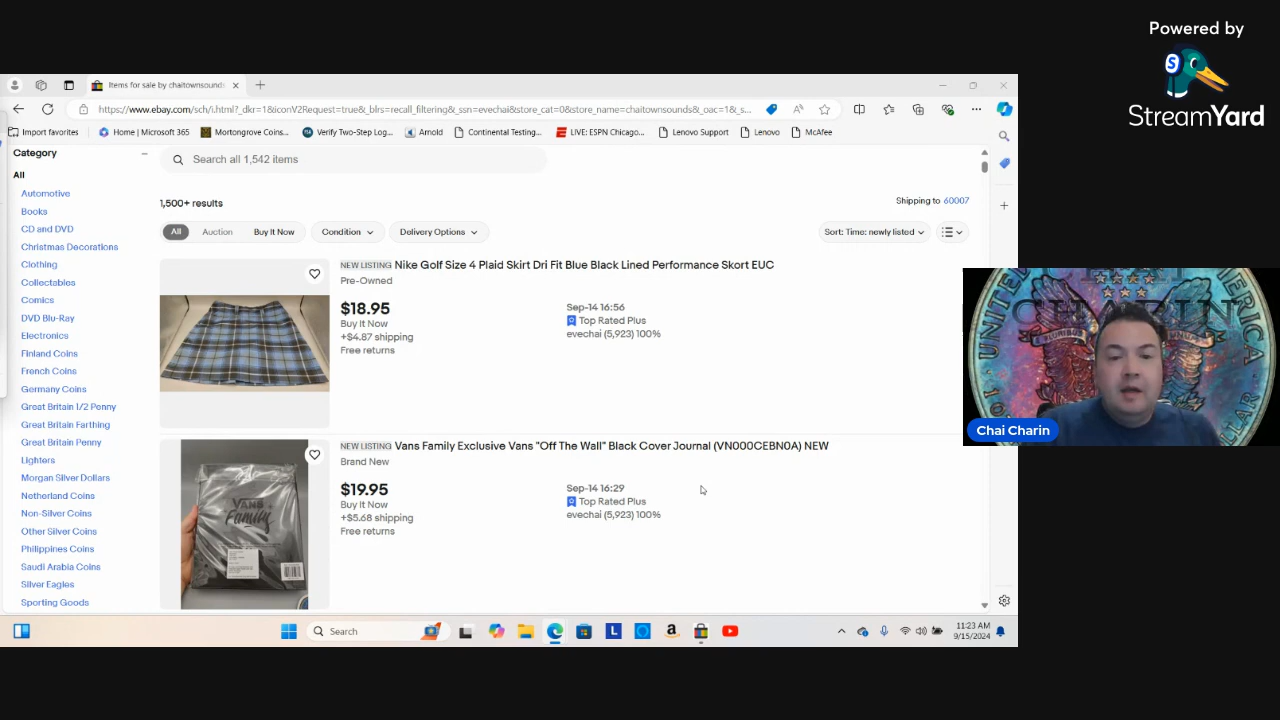 Powered by
StreamYard
Items for sale by chaitownsounds
https://www.ebay.com/sch/i.html?_dkr=1&iconV2Request=true&_blrs=recall_filtering&_ssn=evechai&store_cat=0&store_name=chaitownsounds&_oac=1&_s...
Import favorites
Home | Microsoft 365
Mortongrove Coins...
Verify Two-Step Log...
Arnold
Continental Testing...
LIVE: ESPN Chicago...
Lenovo Support
Lenovo
McAfee
Category
Search all 1,542 items
All
Automotive
Books
CD and DVD
Christmas Decorations
Clothing
Collectables
Comics
DVD Blu-Ray
Electronics
Finland Coins
French Coins
Germany Coins
Great Britain 1/2 Penny
Great Britain Farthing
Great Britain Penny
Lighters
Morgan Silver Dollars
Netherland Coins
Non-Silver Coins
Other Silver Coins
Philippines Coins
Saudi Arabia Coins
Silver Eagles
Sporting Goods
1,500+ results
Shipping to 60007
All
Auction
Buy It Now
Condition
Delivery Options
Sort: Time: newly listed
NEW LISTING Nike Golf Size 4 Plaid Skirt Dri Fit Blue Black Lined Performance Skort EUC
Pre-Owned
$18.95
Buy It Now
+$4.87 shipping
Free returns
Sep-14 16:56
Top Rated Plus
evechai (5,923) 100%
NEW LISTING Vans Family Exclusive Vans "Off The Wall" Black Cover Journal (VN000CEBN0A) NEW
Brand New
$19.95
Buy It Now
+$5.68 shipping
Free returns
Sep-14 16:29
Top Rated Plus
evechai (5,923) 100%
VANS
Family
CHARIN
UNITED
Chai Charin
Search
11:23 AM
9/15/2024